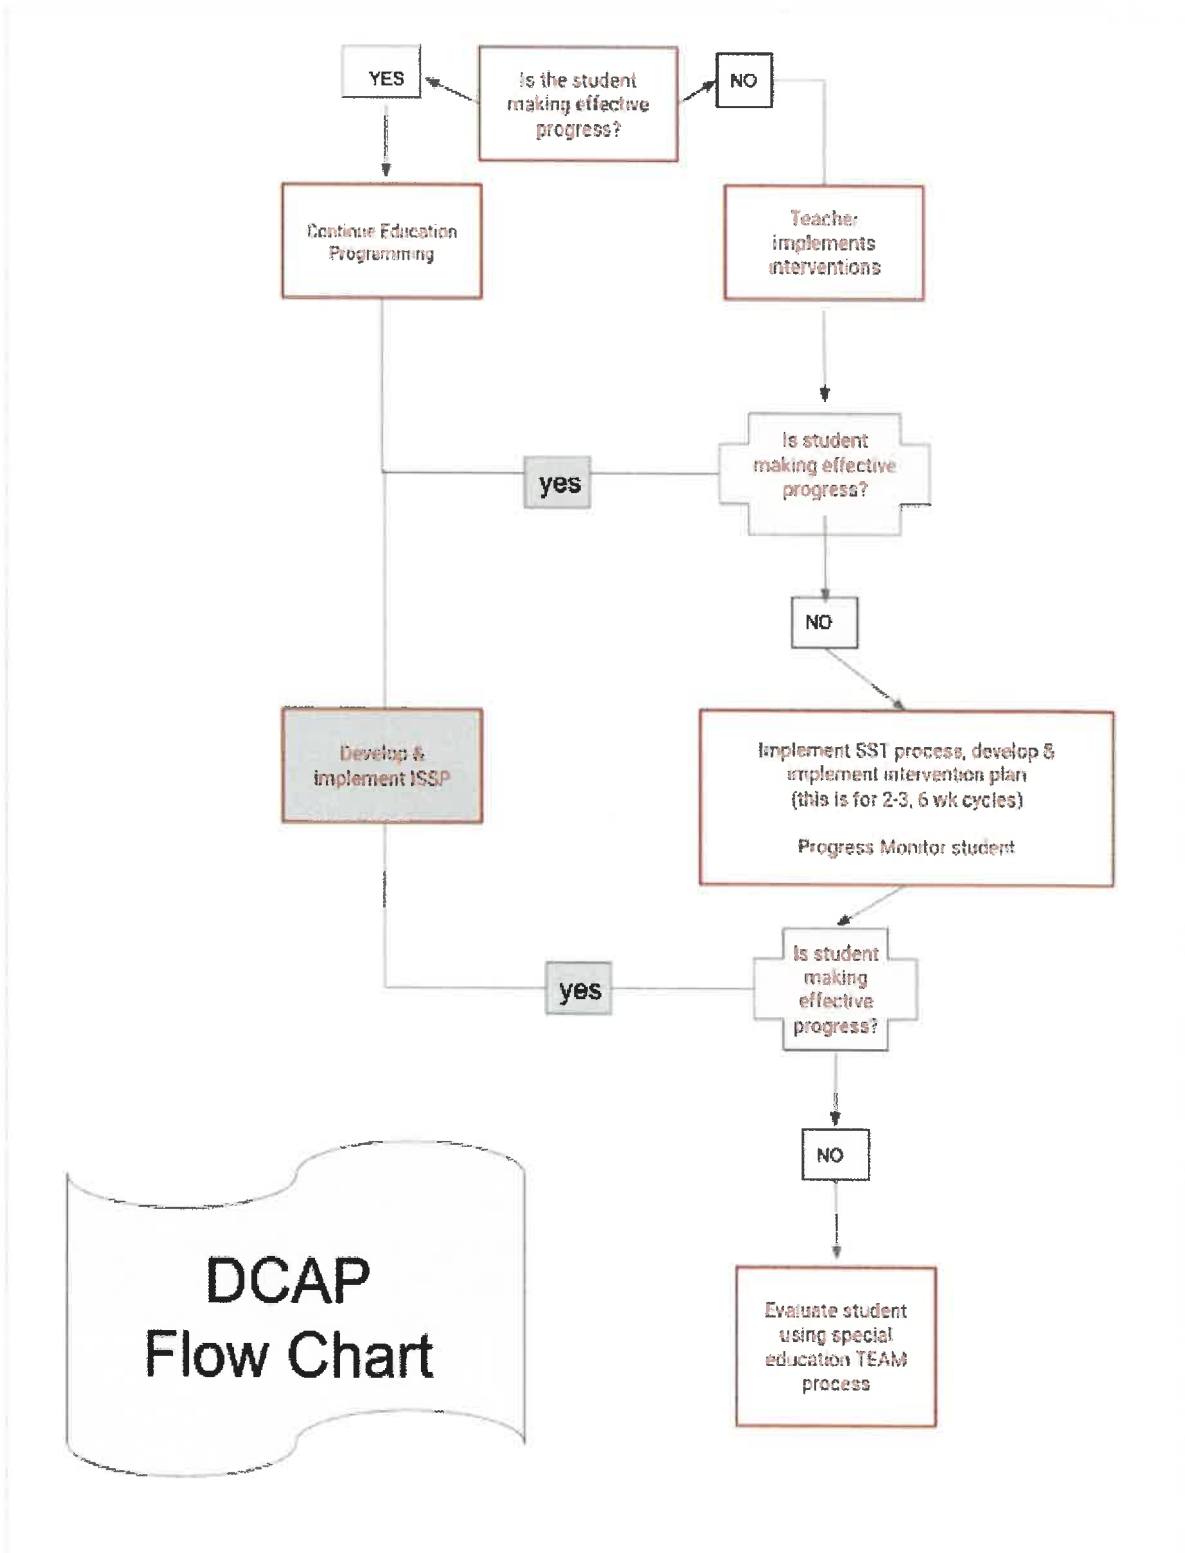 YES
Is the student
making effective
progress?
NO
Continue Education
Programming
Teacher
implements
interventions
Is student
making effective
progress?
yes
NO
Develop &
implement ISSP
Implement SST process, develop &
implement intervention plan
(this is for 2-3, 6 wk cycles)
Progress Monitor student
Is student
making
effective
progress?
yes
NO
Evaluate student
using special
education TEAM
process
DCAP
Flow Chart